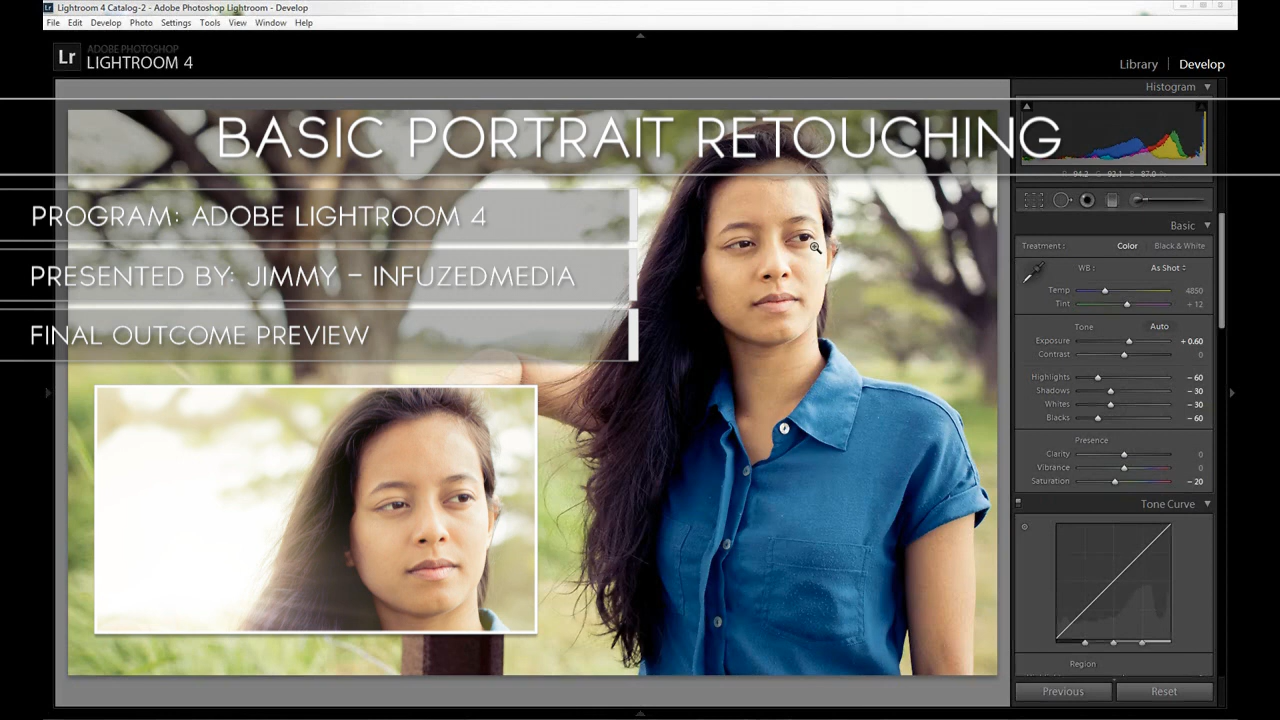 Lightroom 4 Catalog-2 - Adobe Photoshop Lightroom - Develop
File Edit Develop Photo Settings Tools View Window Help
Lr
ADOBE PHOTOSHOP
LIGHTROOM 4
Library | Develop
Histogram
BASIC PORTRAIT RETOUCHING
PROGRAM: ADOBE LIGHTROOM 4
PRESENTED BY: JIMMY - INFUZEDMEDIA
FINAL OUTCOME PREVIEW
Basic
Treatment : Color Black & White
WB : As Shot
Temp 4850
Tint + 12
Tone Auto
Exposure + 0.60
Contrast 0
Highlights - 60
Shadows - 30
Whites - 30
Blacks - 60
Presence
Clarity 0
Vibrance 0
Saturation - 20
Tone Curve
Region
Previous Reset